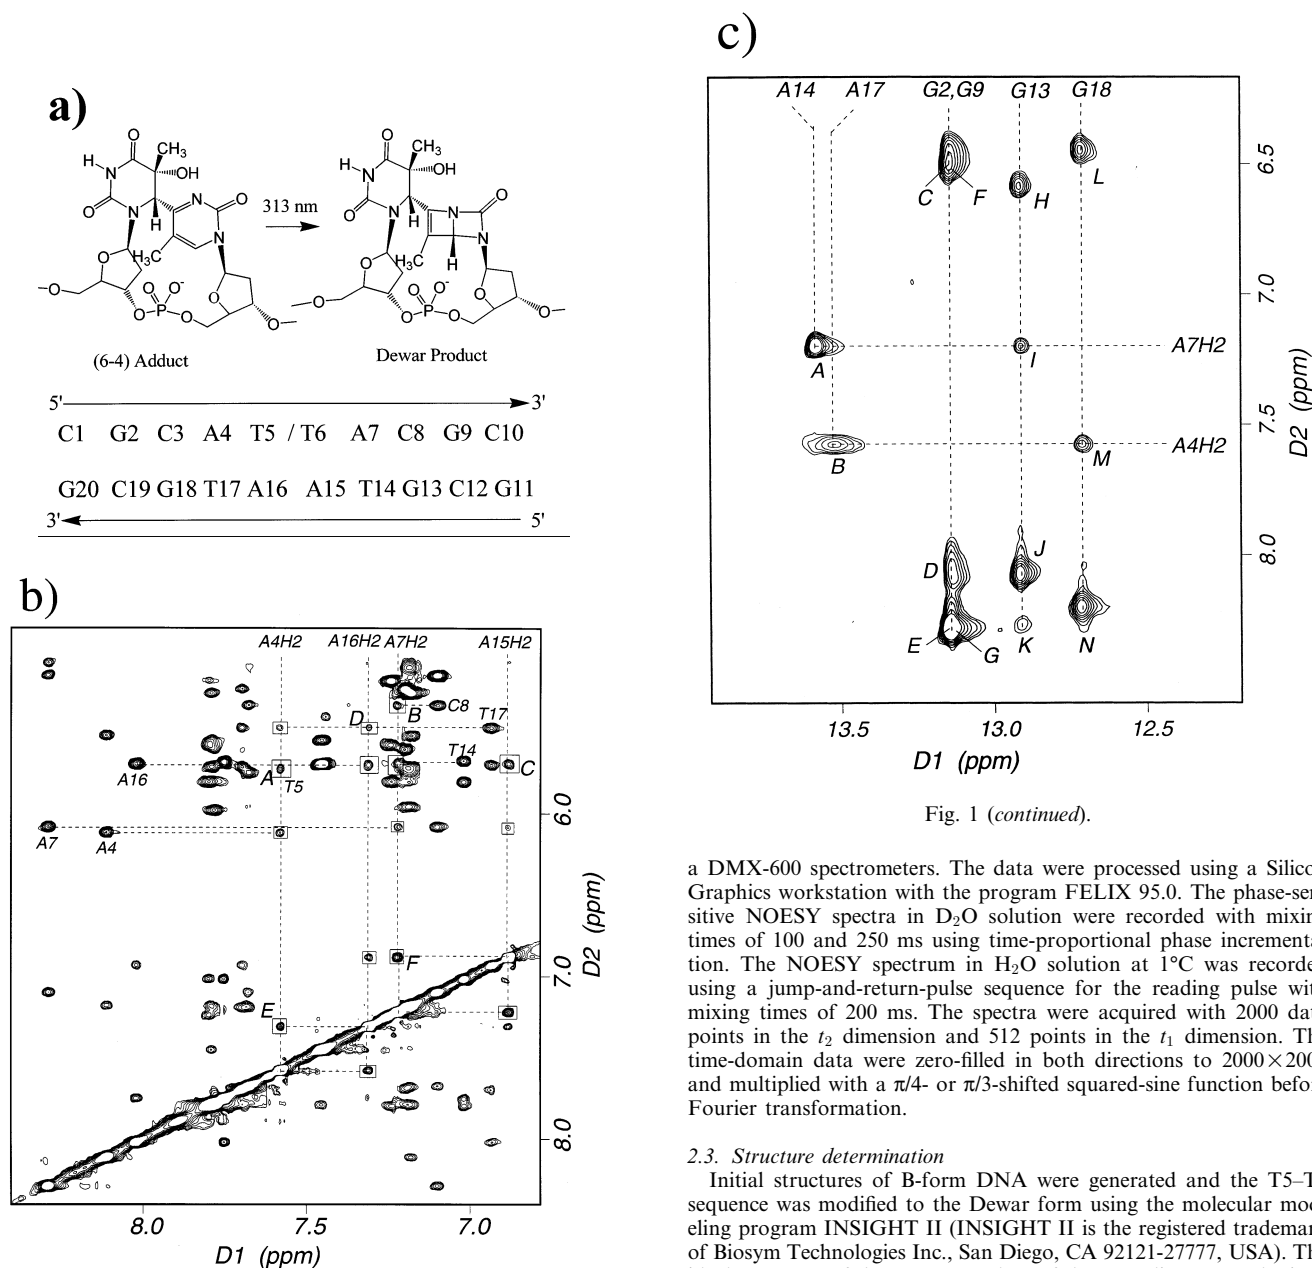 a)
O
CH3
H
N
OH
O
N
H
N
O
H3C
N
O
O
O
P
O-
O
O
O
(6-4) Adduct
313 nm
O
CH3
H
N
OH
O
N
H
N
O
H3C
H
N
O
O
O
P
O-
O
O
O
Dewar Product
5' 3'
C1 G2 C3 A4 T5 / T6 A7 C8 G9 C10
G20 C19 G18 T17 A16 A15 T14 G13 C12 G11
3' 5'
b)
A4H2 A16H2 A7H2 A15H2
D B C8 T17
A16 A T5 T14 C
A7 A4
F
E
6.0
7.0
8.0
D2 (ppm)
8.0 7.5 7.0
D1 (ppm)
c)
A14 A17 G2,G9 G13 G18
C F H L
A I A7H2
B M A4H2
D J
E G K N
6.5
7.0
7.5
8.0
D2 (ppm)
13.5 13.0 12.5
D1 (ppm)
Fig. 1 (continued).
a DMX-600 spectrometers. The data were processed using a Silico
Graphics workstation with the program FELIX 95.0. The phase-sen
sitive NOESY spectra in D2O solution were recorded with mixin
times of 100 and 250 ms using time-proportional phase incrementa
tion. The NOESY spectrum in H2O solution at 1°C was recorde
using a jump-and-return-pulse sequence for the reading pulse wit
mixing times of 200 ms. The spectra were acquired with 2000 dat
points in the t2 dimension and 512 points in the t1 dimension. Th
time-domain data were zero-filled in both directions to 2000×200
and multiplied with a π/4- or π/3-shifted squared-sine function befor
Fourier transformation.
2.3. Structure determination
Initial structures of B-form DNA were generated and the T5–T
sequence was modified to the Dewar form using the molecular mod
eling program INSIGHT II (INSIGHT II is the registered trademar
of Biosym Technologies Inc., San Diego, CA 92121-27777, USA). Th